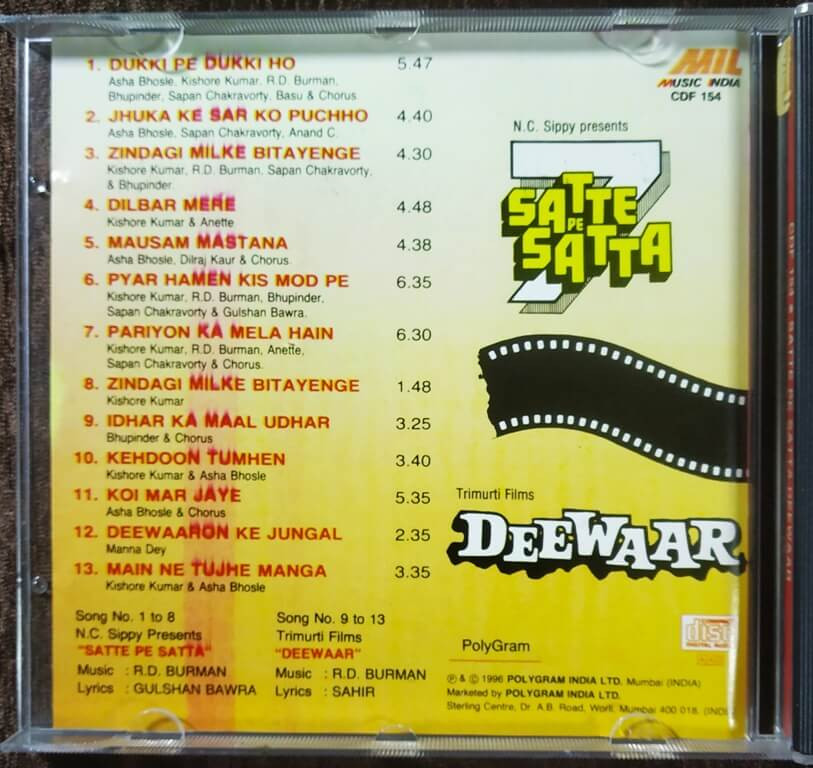 1. DUKKI PE DUKKI HO 5.47
Asha Bhosle, Kishore Kumar, R.D. Burman,
Bhupinder, Sapan Chakravorty, Basu & Chorus
2. JHUKA KE SAR KO PUCHHO 4.40
Asha Bhosle, Sapan Chakravorty, Anand C.
3. ZINDAGI MILKE BITAYENGE 4.30
Kishore Kumar, R.D. Burman, Sapan Chakravorty,
& Bhupinder
4. DILBAR MERE 4.48
Kishore Kumar & Anette
5. MAUSAM MASTANA 4.38
Asha Bhosle, Dilraj Kaur & Chorus.
6. PYAR HAMEN KIS MOD PE 6.35
Kishore Kumar, R.D. Burman, Bhupinder,
Sapan Chakravorty & Gulshan Bawra.
7. PARIYON KA MELA HAIN 6.30
Kishore Kumar, R.D. Burman, Anette,
Sapan Chakravorty & Chorus.
8. ZINDAGI MILKE BITAYENGE 1.48
Kishore Kumar
9. IDHAR KA MAAL UDHAR 3.25
Bhupinder & Chorus
10. KEHDOON TUMHEN 3.40
Kishore Kumar & Asha Bhosle
11. KOI MAR JAYE 5.35
Asha Bhosle & Chorus
12. DEEWAARON KE JUNGAL 2.35
Manna Dey
13. MAIN NE TUJHE MANGA 3.35
Kishore Kumar & Asha Bhosle
Song No. 1 to 8
N.C. Sippy Presents
"SATTE PE SATTA"
Music : R.D. BURMAN
Lyrics : GULSHAN BAWRA
Song No. 9 to 13
Trimurti Films
"DEEWAAR"
Music : R.D. BURMAN
Lyrics : SAHIR
MIL
MUSIC INDIA
CDF 154
N.C. Sippy presents
7
SATTE
PE
SATTA
Trimurti Films
DEEWAAR
PolyGram
℗ & © 1996 POLYGRAM INDIA LTD. Mumbai (INDIA)
Marketed by POLYGRAM INDIA LTD.
Sterling Centre, Dr. A.B. Road, Worli. Mumbai 400 018. (INDI
CDF 154 SATTE PE SATTA/DEEWAAR